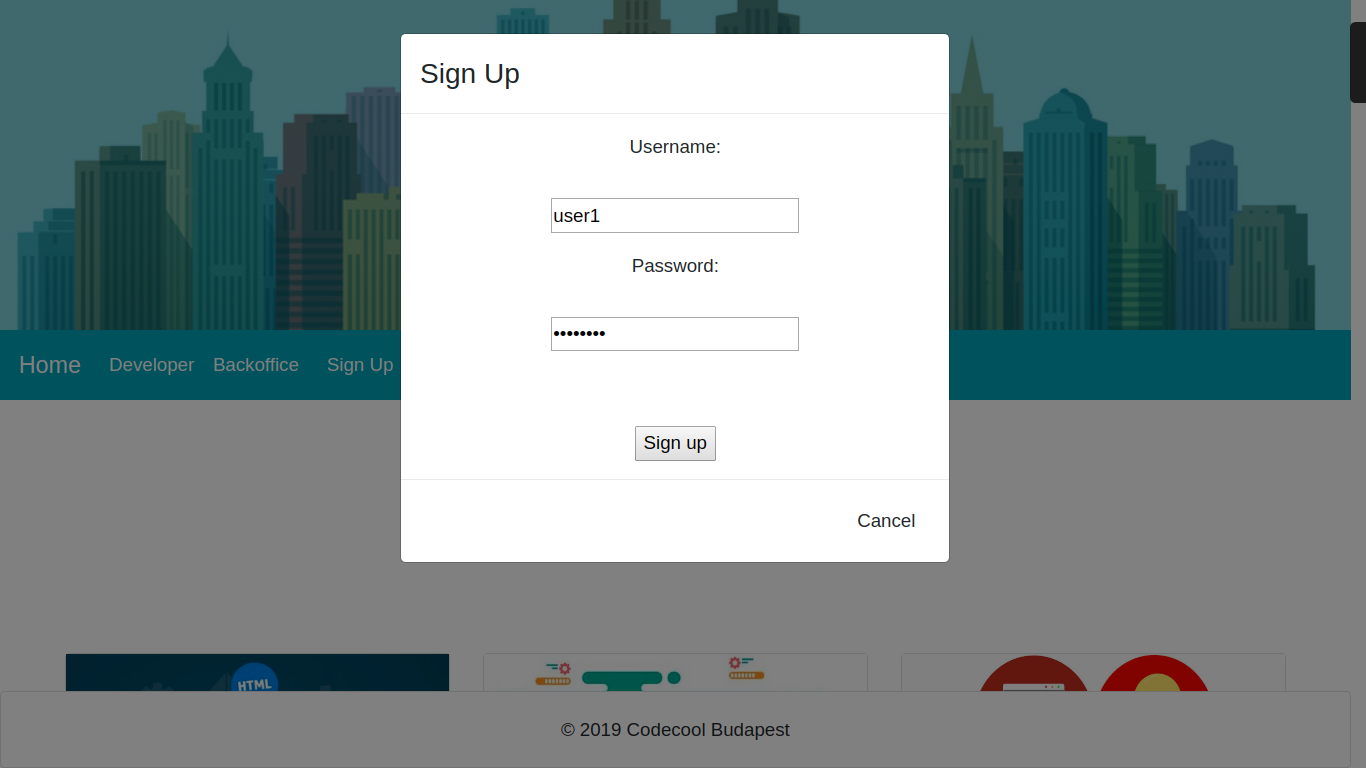 Sign Up
Username:
user1
Password:
••••••••
Sign up
Cancel
Home Developer Backoffice Sign Up
HTML
© 2019 Codecool Budapest